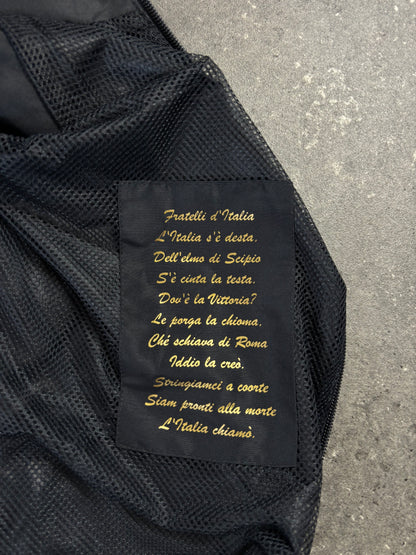 Fratelli d'Italia
L'Italia s'è desta,
Dell'elmo di Scipio
S'è cinta la testa.
Dov'è la Vittoria?
Le porga la chioma,
Ché schiava di Roma
Iddio la creò.
Stringiamci a coorte
Siam pronti alla morte
L'Italia chiamò.